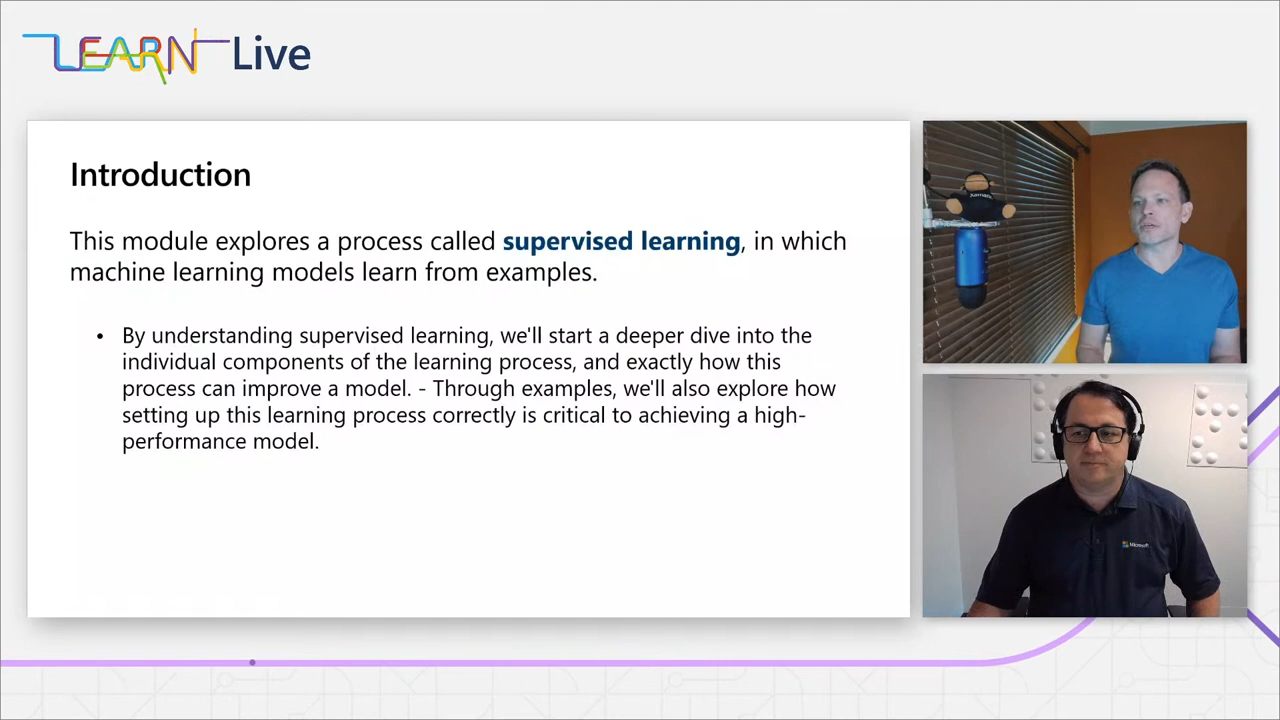 LEARN Live
Introduction
This module explores a process called supervised learning, in which
machine learning models learn from examples.
• By understanding supervised learning, we'll start a deeper dive into the
individual components of the learning process, and exactly how this
process can improve a model. - Through examples, we'll also explore how
setting up this learning process correctly is critical to achieving a high-
performance model.
Xamarin
Microsoft